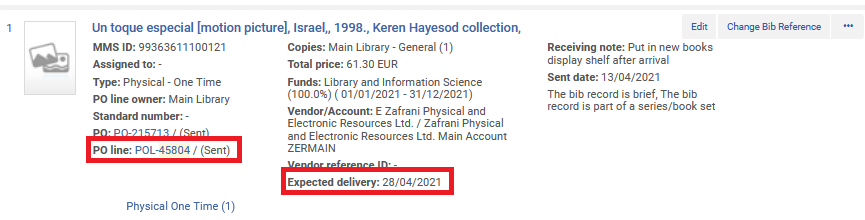 1 Un toque especial [motion picture], Israel,, 1998., Keren Hayesod collection,
Edit Change Bib Reference •••
MMS ID: 99363611100121
Assigned to: -
Type: Physical - One Time
PO line owner: Main Library
Standard number: -
PO: PO-215713 / (Sent)
PO line: POL-45804 / (Sent)
Copies: Main Library - General (1)
Total price: 61.30 EUR
Funds: Library and Information Science
(100.0%) ( 01/01/2021 - 31/12/2021)
Vendor/Account: E Zafrani Physical and
Electronic Resources Ltd. / Zafrani Physical
and Electronic Resources Ltd. Main Account
ZERMAIN
Vendor reference ID: -
Expected delivery: 28/04/2021
Receiving note: Put in new books
display shelf after arrival
Sent date: 13/04/2021
The bib record is brief, The bib
record is part of a series/book set
Physical One Time (1)